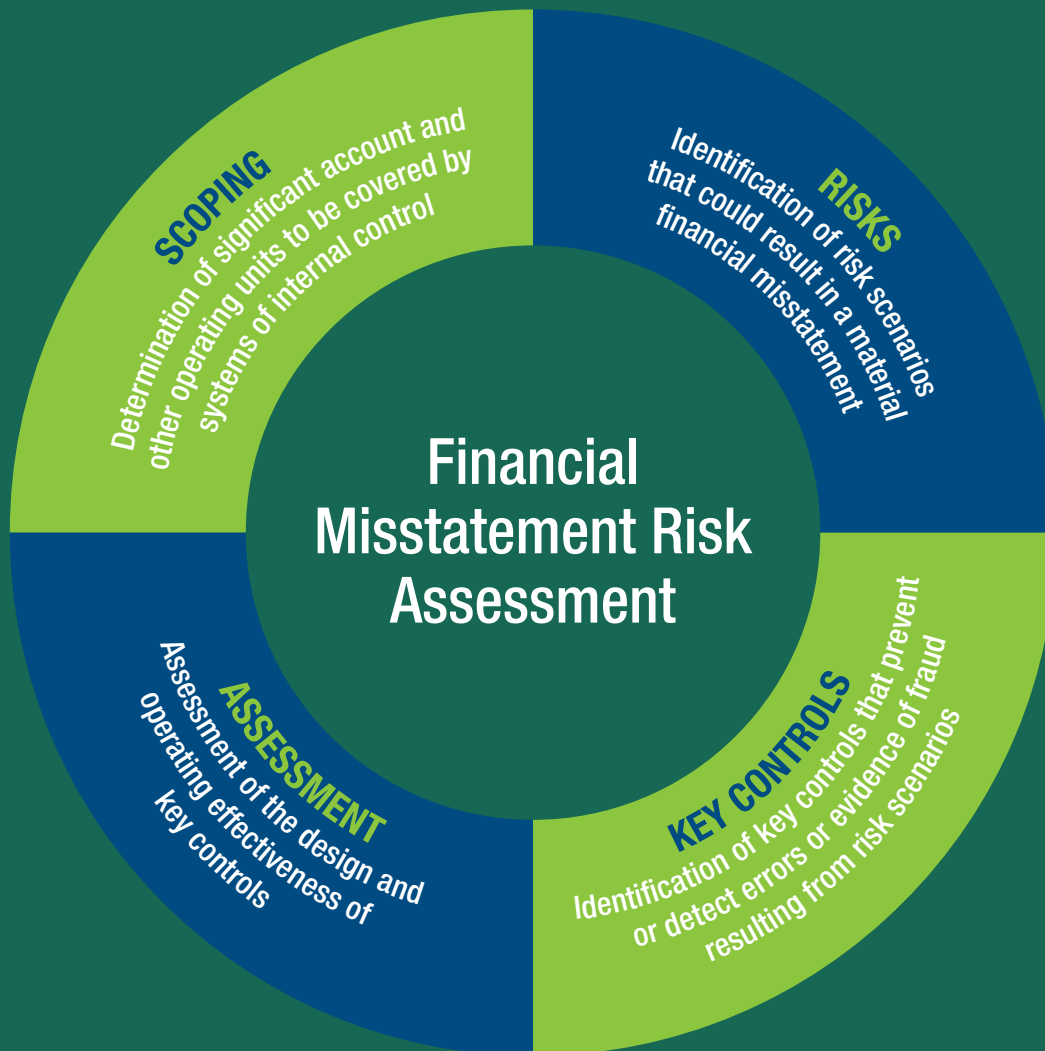 SCOPING
Determination of significant account and
other operating units to be covered by
systems of internal control
RISKS
Identification of risk scenarios
that could result in a material
financial misstatement
Financial
Misstatement Risk
Assessment
KEY CONTROLS
Identification of key controls that prevent
or detect errors or evidence of fraud
resulting from risk scenarios
ASSESSMENT
Assessment of the design and
operating effectiveness of
key controls